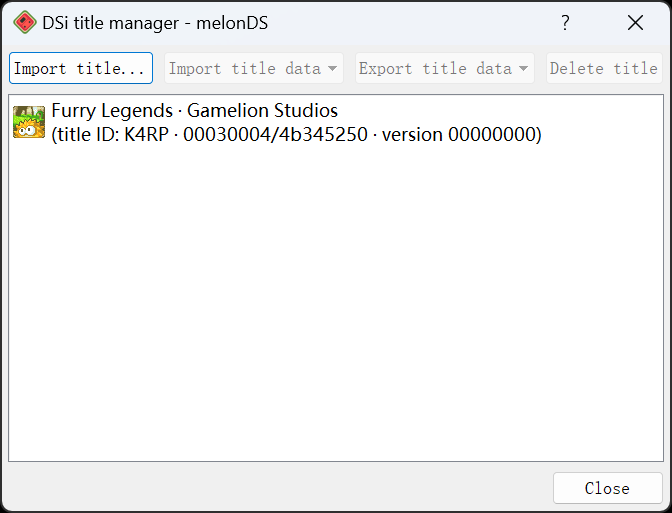 DSi title manager - melonDS
Import title... Import title data Export title data Delete title
Furry Legends · Gamelion Studios
(title ID: K4RP · 00030004/4b345250 · version 00000000)
Close